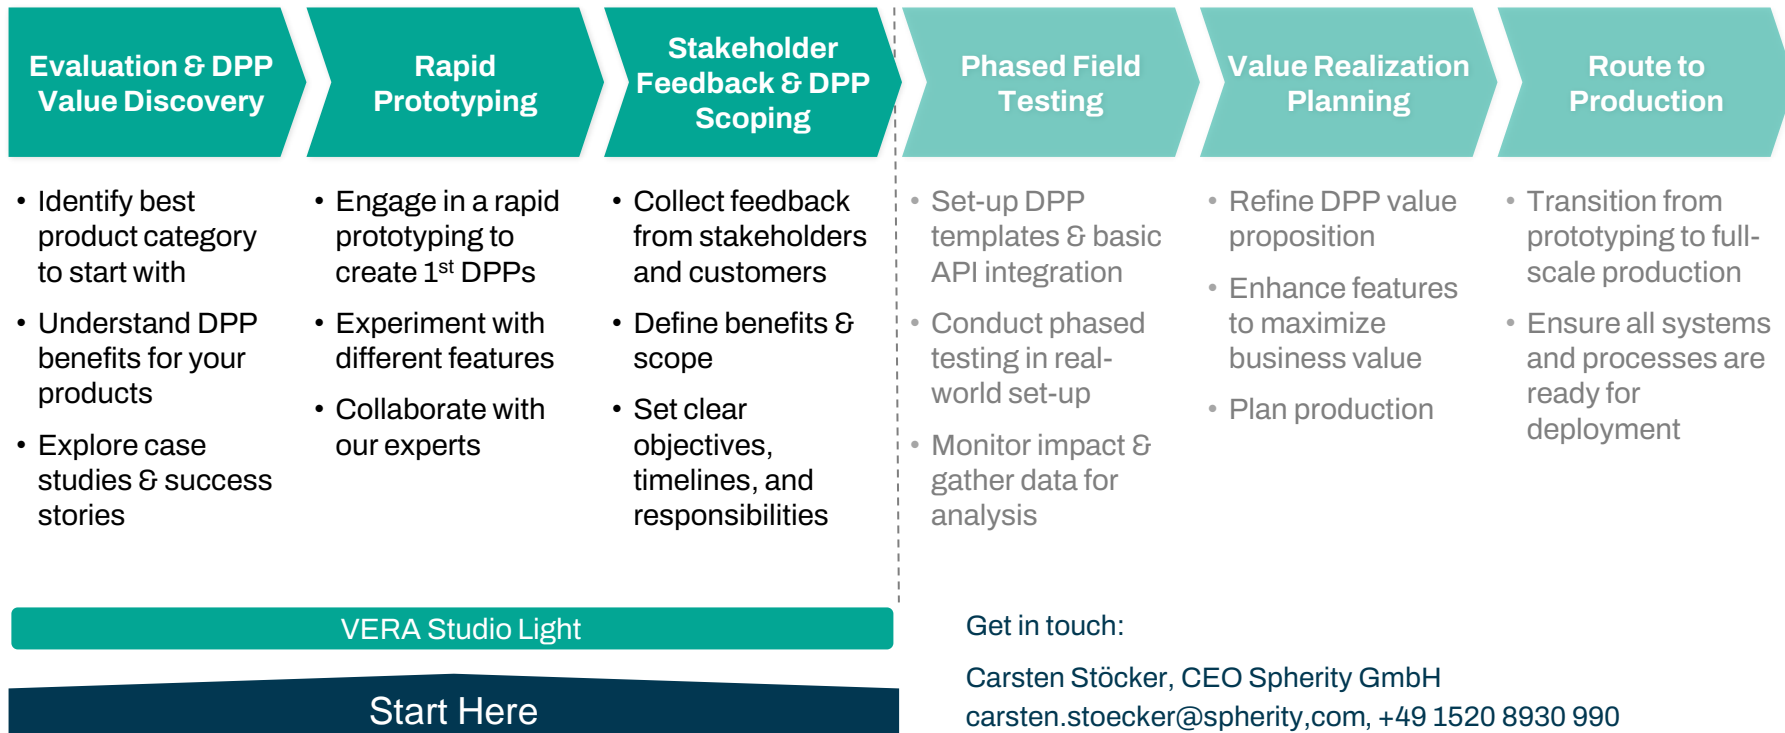 Evaluation & DPP
Value Discovery
Rapid
Prototyping
Stakeholder
Feedback & DPP
Scoping
Phased Field
Testing
Value Realization
Planning
Route to
Production
• Identify best
product category
to start with
• Understand DPP
benefits for your
products
• Explore case
studies & success
stories
• Engage in a rapid
prototyping to
create 1st DPPs
• Experiment with
different features
• Collaborate with
our experts
• Collect feedback
from stakeholders
and customers
• Define benefits &
scope
• Set clear
objectives,
timelines, and
responsibilities
• Set-up DPP
templates & basic
API integration
• Conduct phased
testing in real-
world set-up
• Monitor impact &
gather data for
analysis
• Refine DPP value
proposition
• Enhance features
to maximize
business value
• Plan production
• Transition from
prototyping to full-
scale production
• Ensure all systems
and processes are
ready for
deployment
VERA Studio Light
Start Here
Get in touch:
Carsten Stöcker, CEO Spherity GmbH
carsten.stoecker@spherity,com, +49 1520 8930 990